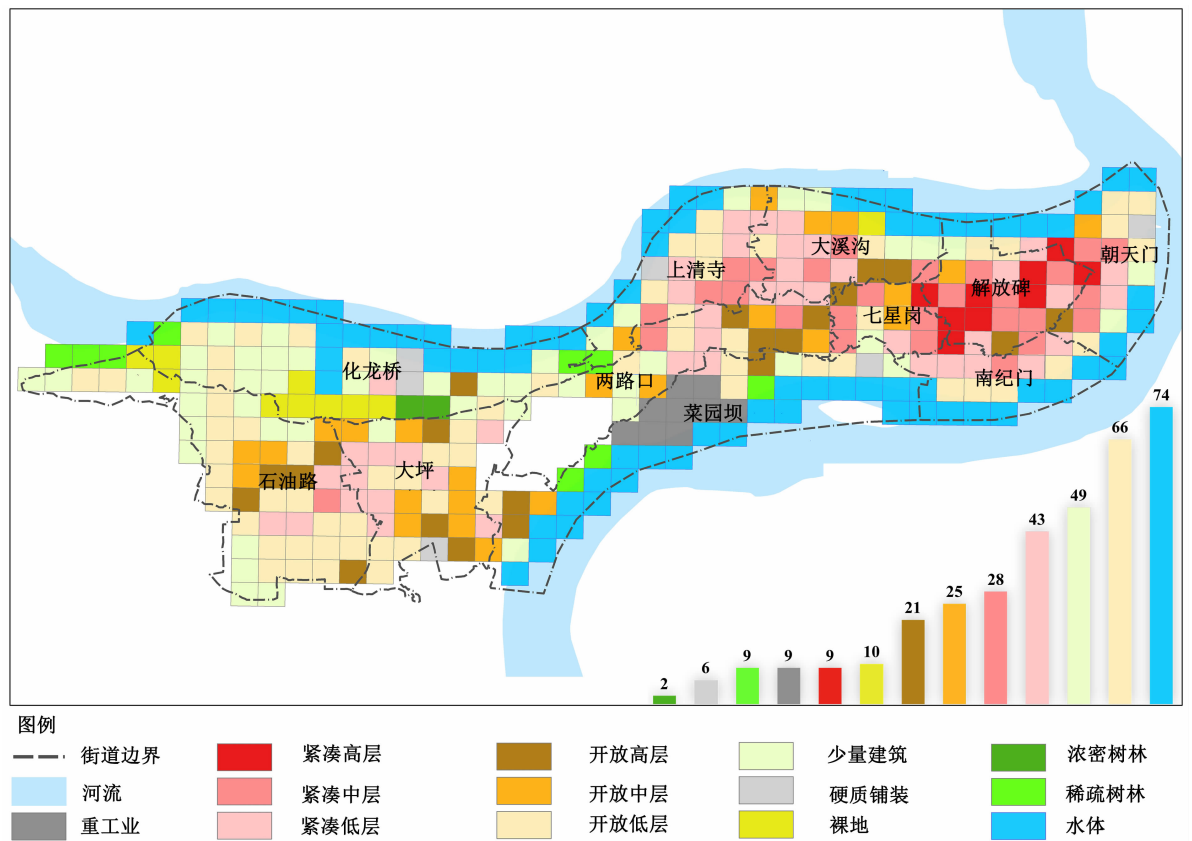 大溪沟
朝天门
上清寺
解放碑
七星岗
化龙桥
两路口
南纪门
菜园坝
大坪
石油路
74
66
49
43
28
25
21
10
9
9
9
6
2
图例
街道边界
紧凑高层
开放高层
少量建筑
浓密树林
河流
紧凑中层
开放中层
硬质铺装
稀疏树林
重工业
紧凑低层
开放低层
裸地
水体